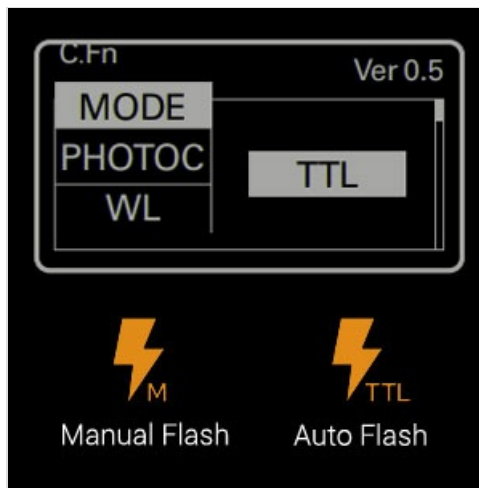 C.Fn
Ver 0.5
MODE
PHOTOC
TTL
WL
M
TTL
Manual Flash
Auto Flash